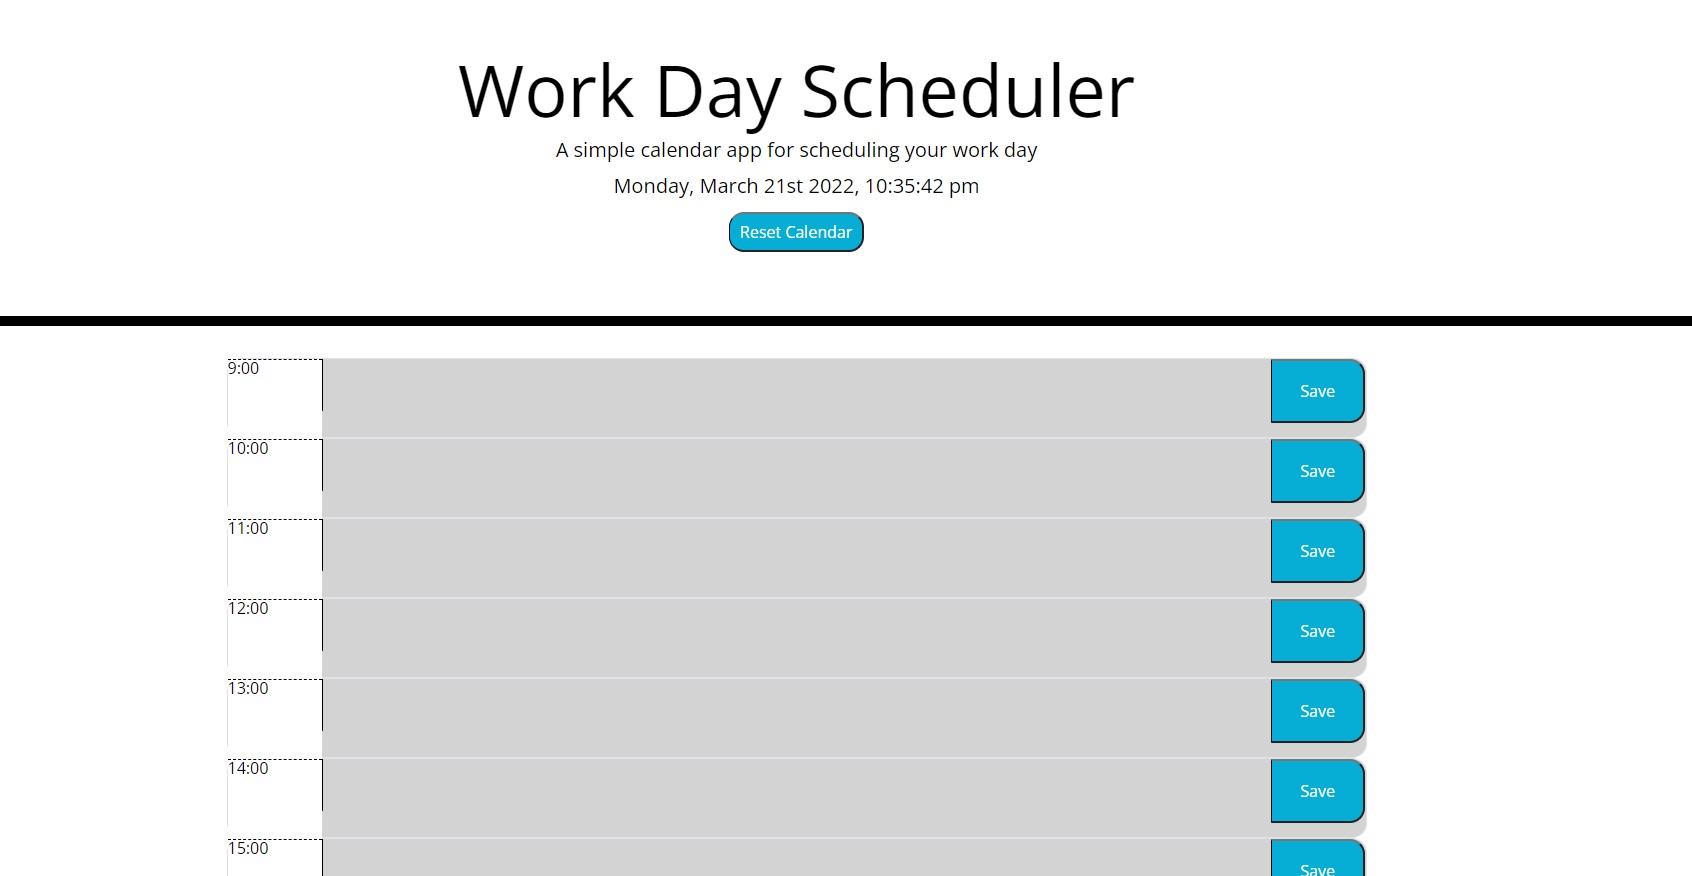 Work Day Scheduler
A simple calendar app for scheduling your work day
Monday, March 21st 2022, 10:35:42 pm
Reset Calendar
9:00
Save
10:00
Save
11:00
Save
12:00
Save
13:00
Save
14:00
Save
15:00
Save